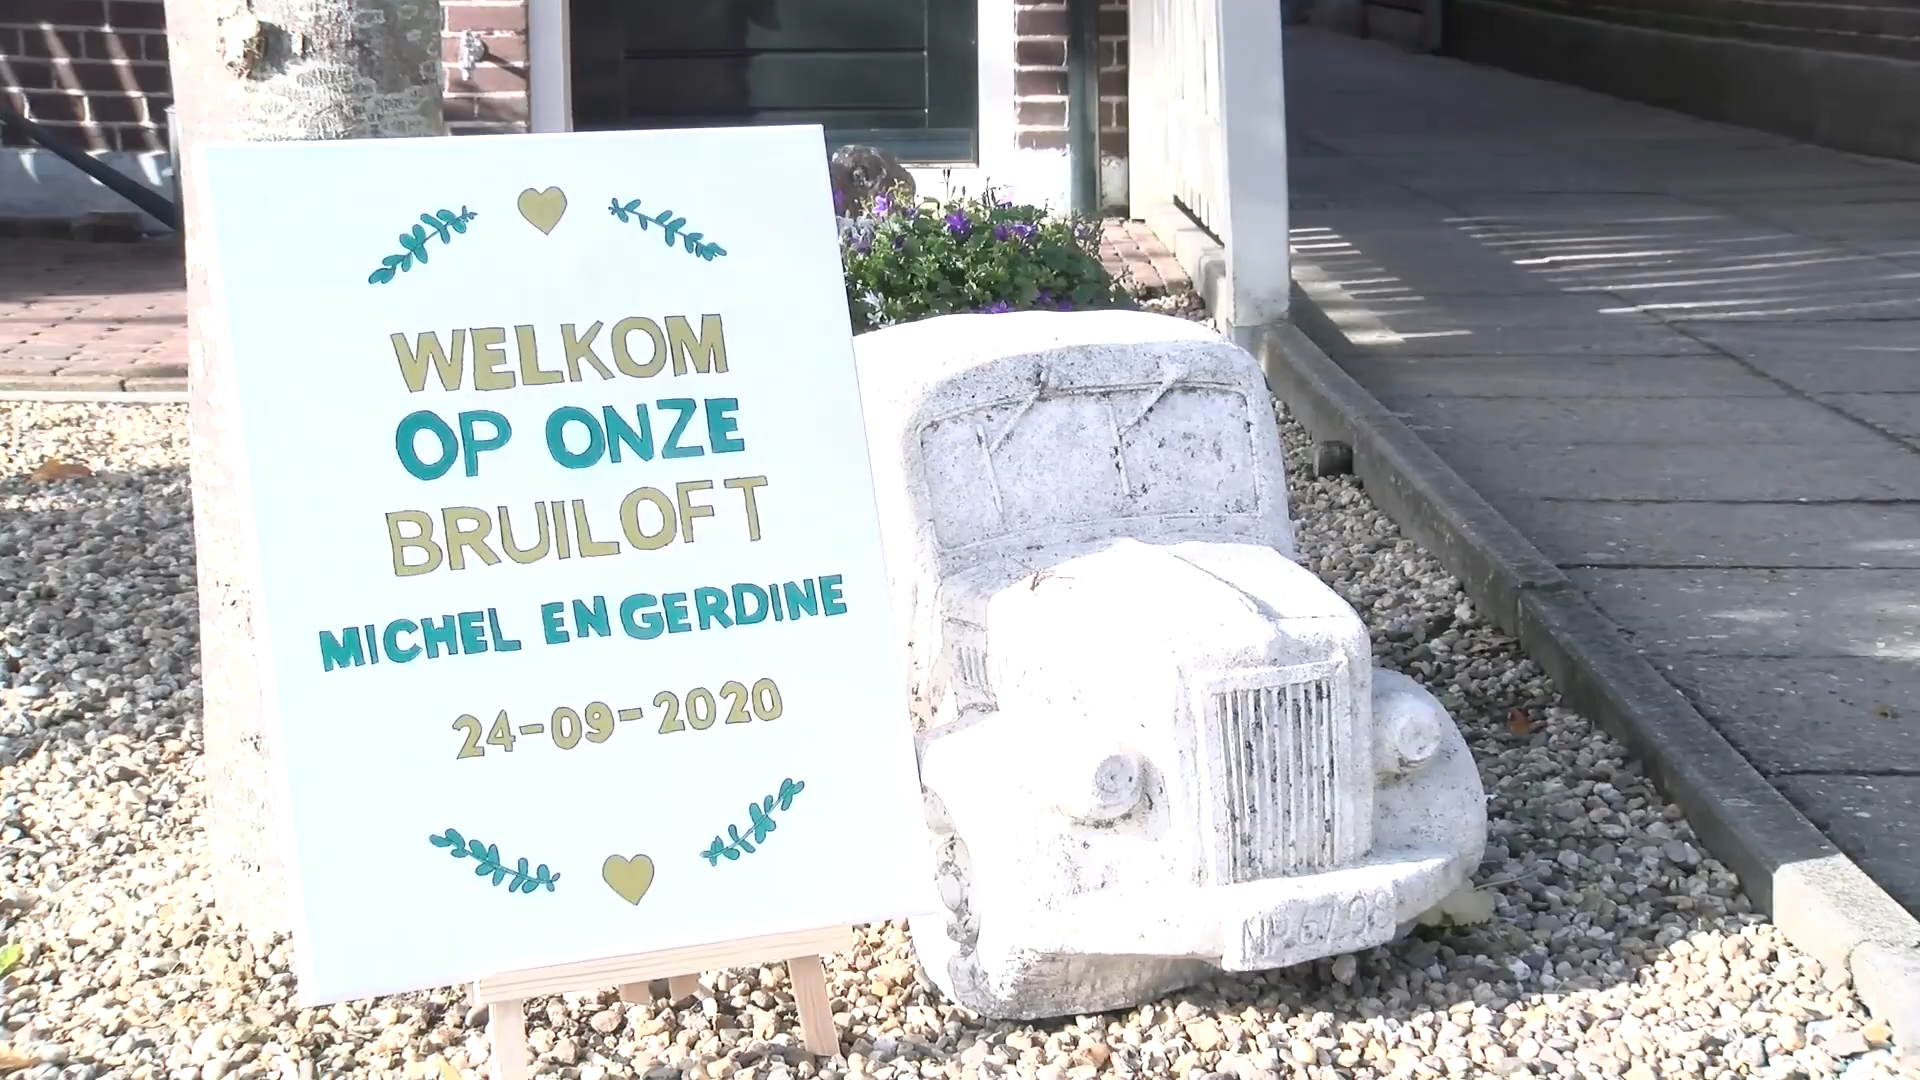 WELKOM
OP ONZE
BRUILOFT
MICHEL EN GERDINE
24-09-2020